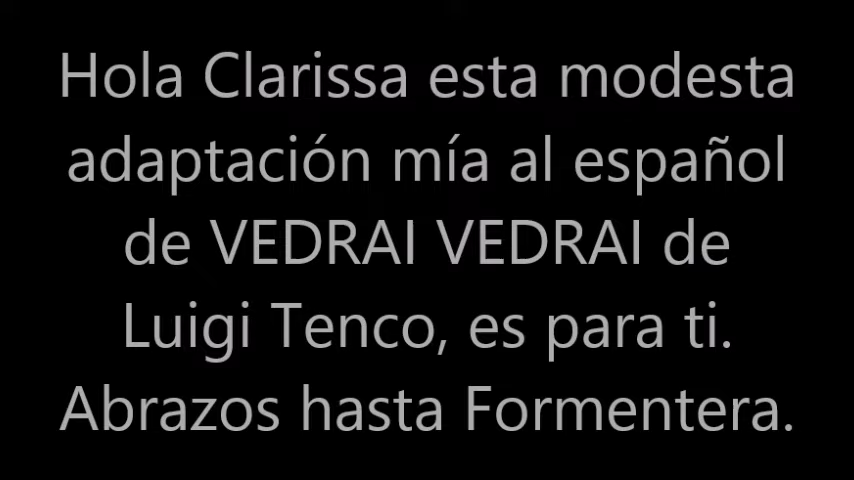 Hola Clarissa esta modesta
adaptación mía al español
de VEDRAI VEDRAI de
Luigi Tenco, es para ti.
Abrazos hasta Formentera.